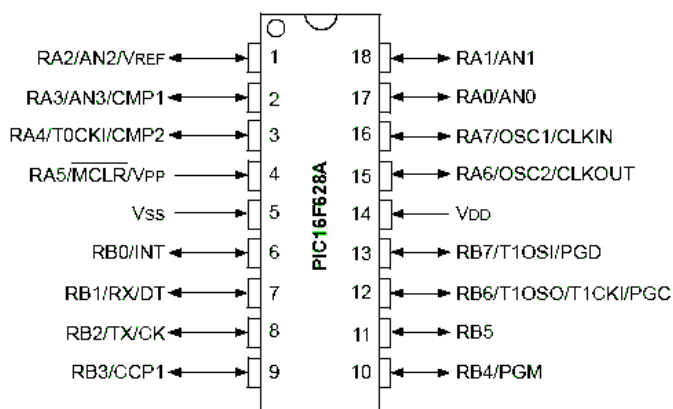 RA2/AN2/VREF 1 18 RA1/AN1
RA3/AN3/CMP1 2 17 RA0/AN0
RA4/T0CKI/CMP2 3 16 RA7/OSC1/CLKIN
RA5/MCLR/VPP 4 15 RA6/OSC2/CLKOUT
VSS 5 14 VDD
RB0/INT 6 13 RB7/T1OSI/PGD
RB1/RX/DT 7 12 RB6/T1OSO/T1CKI/PGC
RB2/TX/CK 8 11 RB5
RB3/CCP1 9 10 RB4/PGM
PIC16F628A